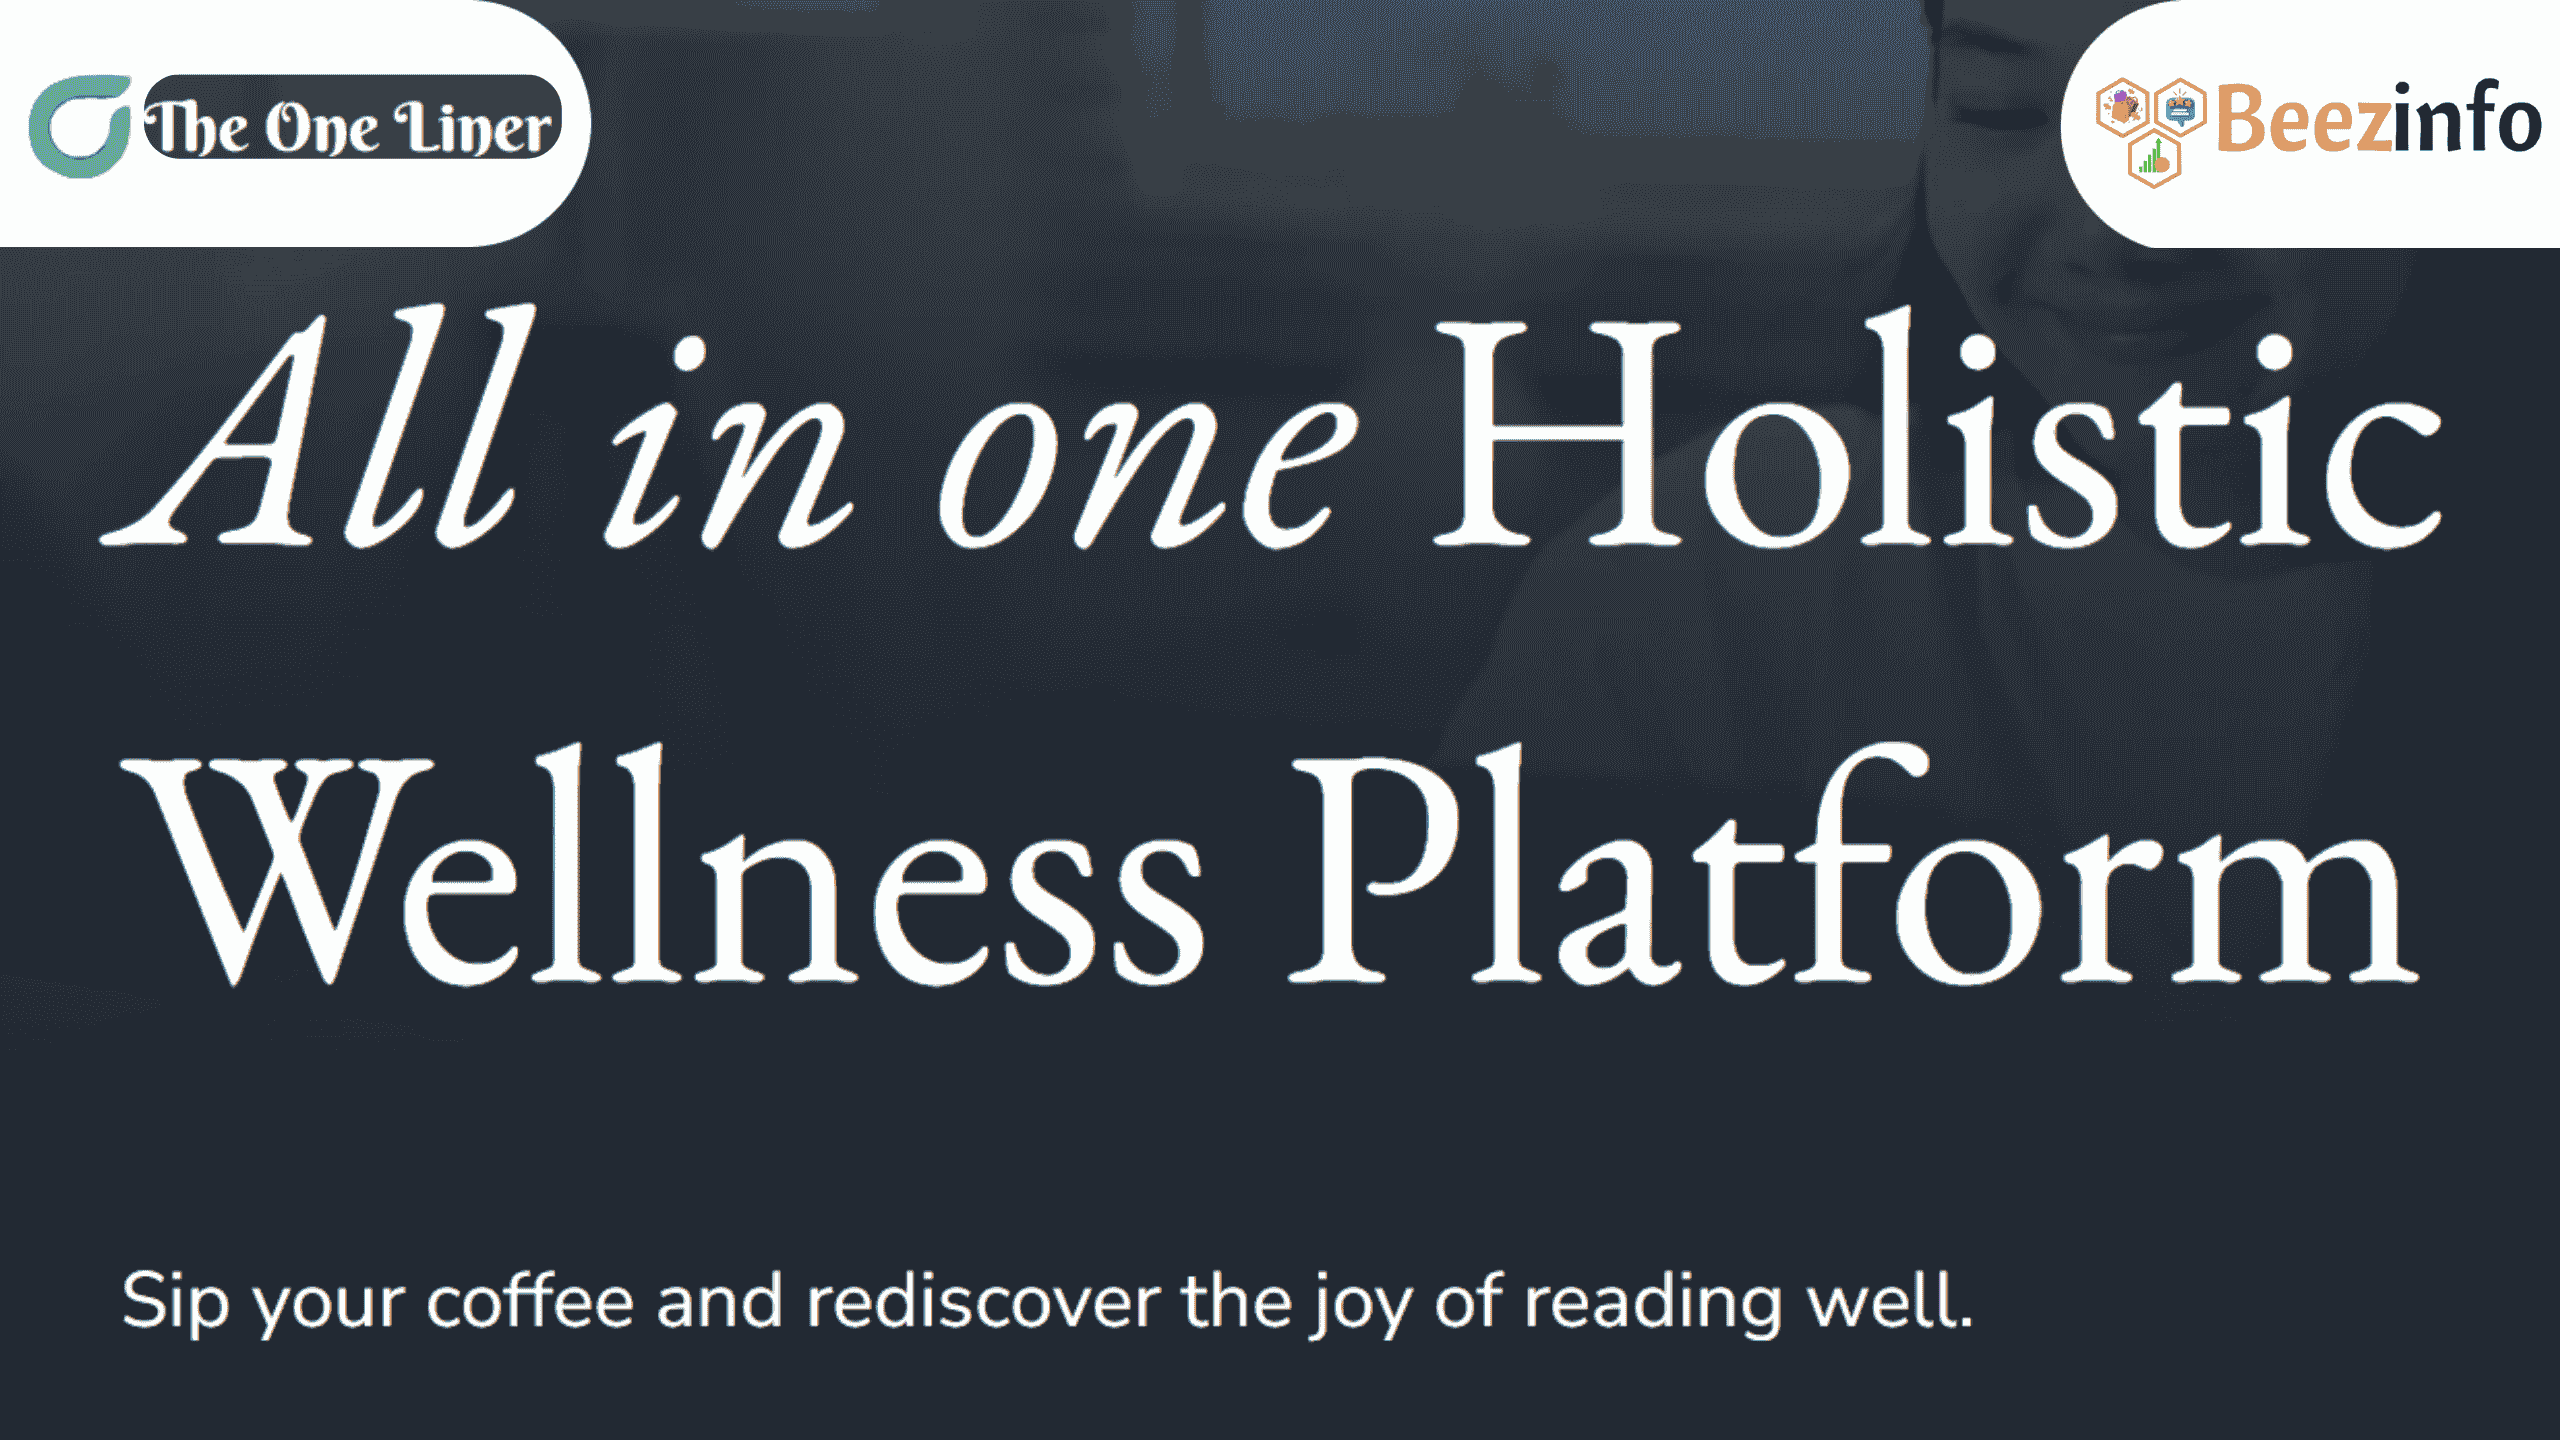 The One Liner
Beezinfo
All in one Holistic
Wellness Platform
Sip your coffee and rediscover the joy of reading well.